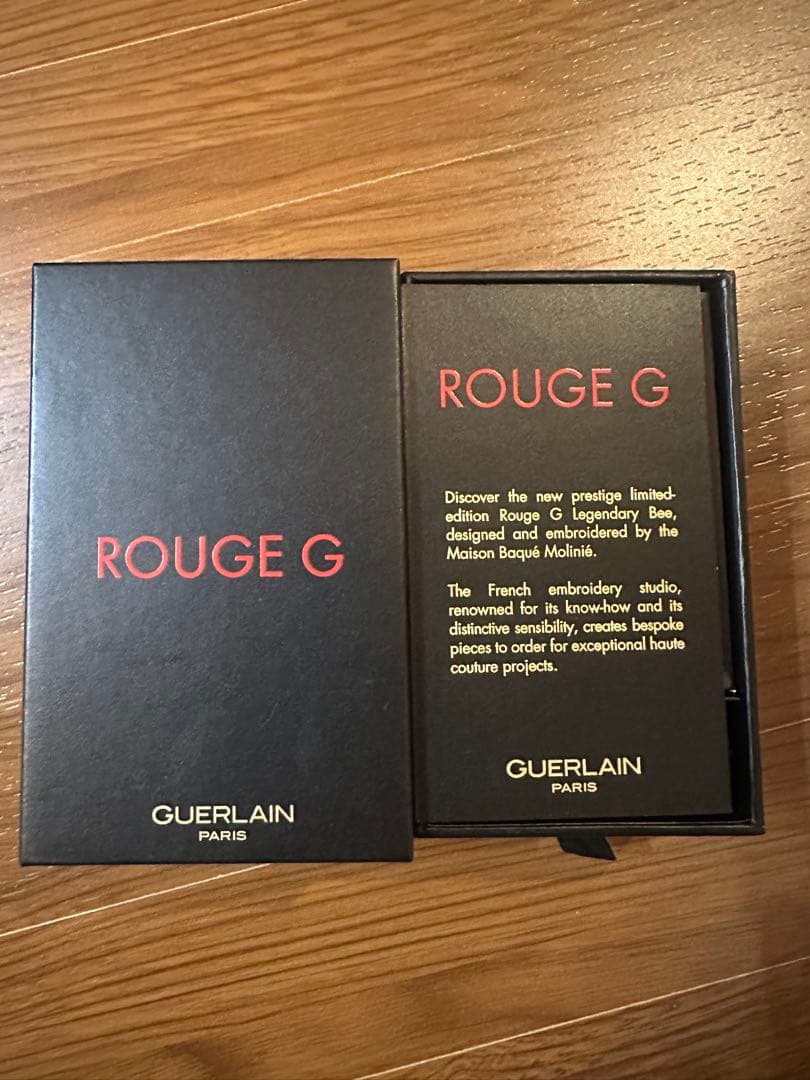 ROUGE G
GUERLAIN
PARIS
ROUGE G
Discover the new prestige limited-
edition Rouge G Legendary Bee,
designed and embroidered by the
Maison Baqué Molinié.
The French embroidery studio,
renowned for its know-how and its
distinctive sensibility, creates bespoke
pieces to order for exceptional haute
couture projects.
GUERLAIN
PARIS